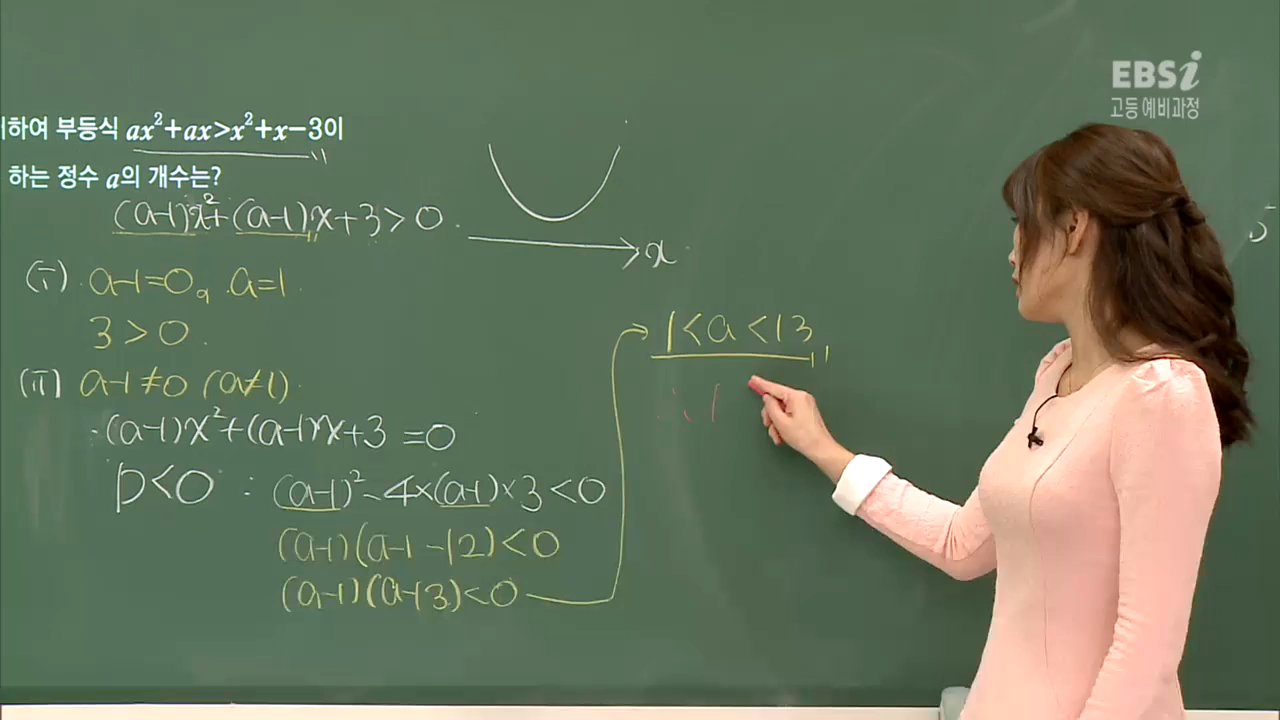 EBSi
고등 예비과정
하여 부등식 ax²+ax>x²+x-3이
하는 정수 a의 개수는?
(a-1)x²+(a-1)x+3>0
x
(i) a-1=0, a=1
3>0.
(ii) a-1≠0 (a≠1)
(a-1)x²+(a-1)x+3=0
D<0 : (a-1)²-4×(a-1)×3<0
(a-1)(a-1-12)<0
(a-1)(a-13)<0
1<a<13
∴ 1